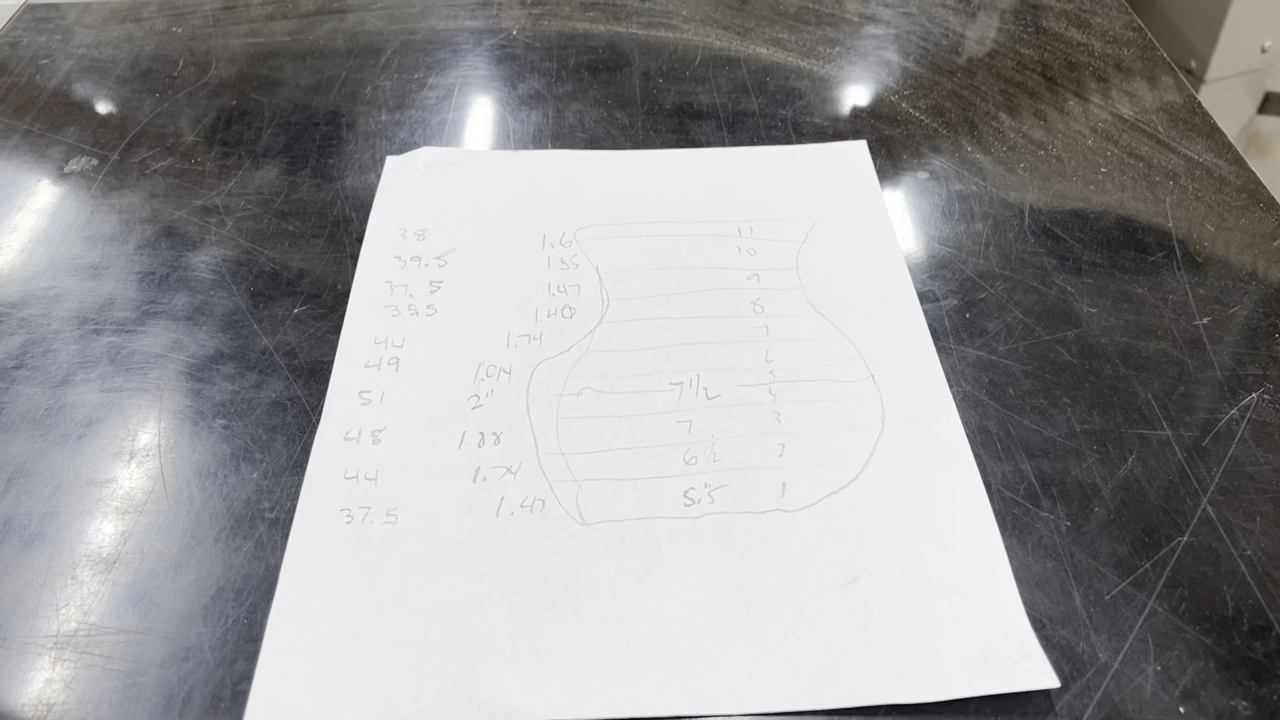 38 1.6 11
39.5 1.55 10
37.5 1.47 9
35.5 1.40 8
44 1.74 7
49 6
51 2" 7 1/2 5
4
48 1.88 7 3
44 1.74 6 1/2 2
37.5 1.47 5.5" 1